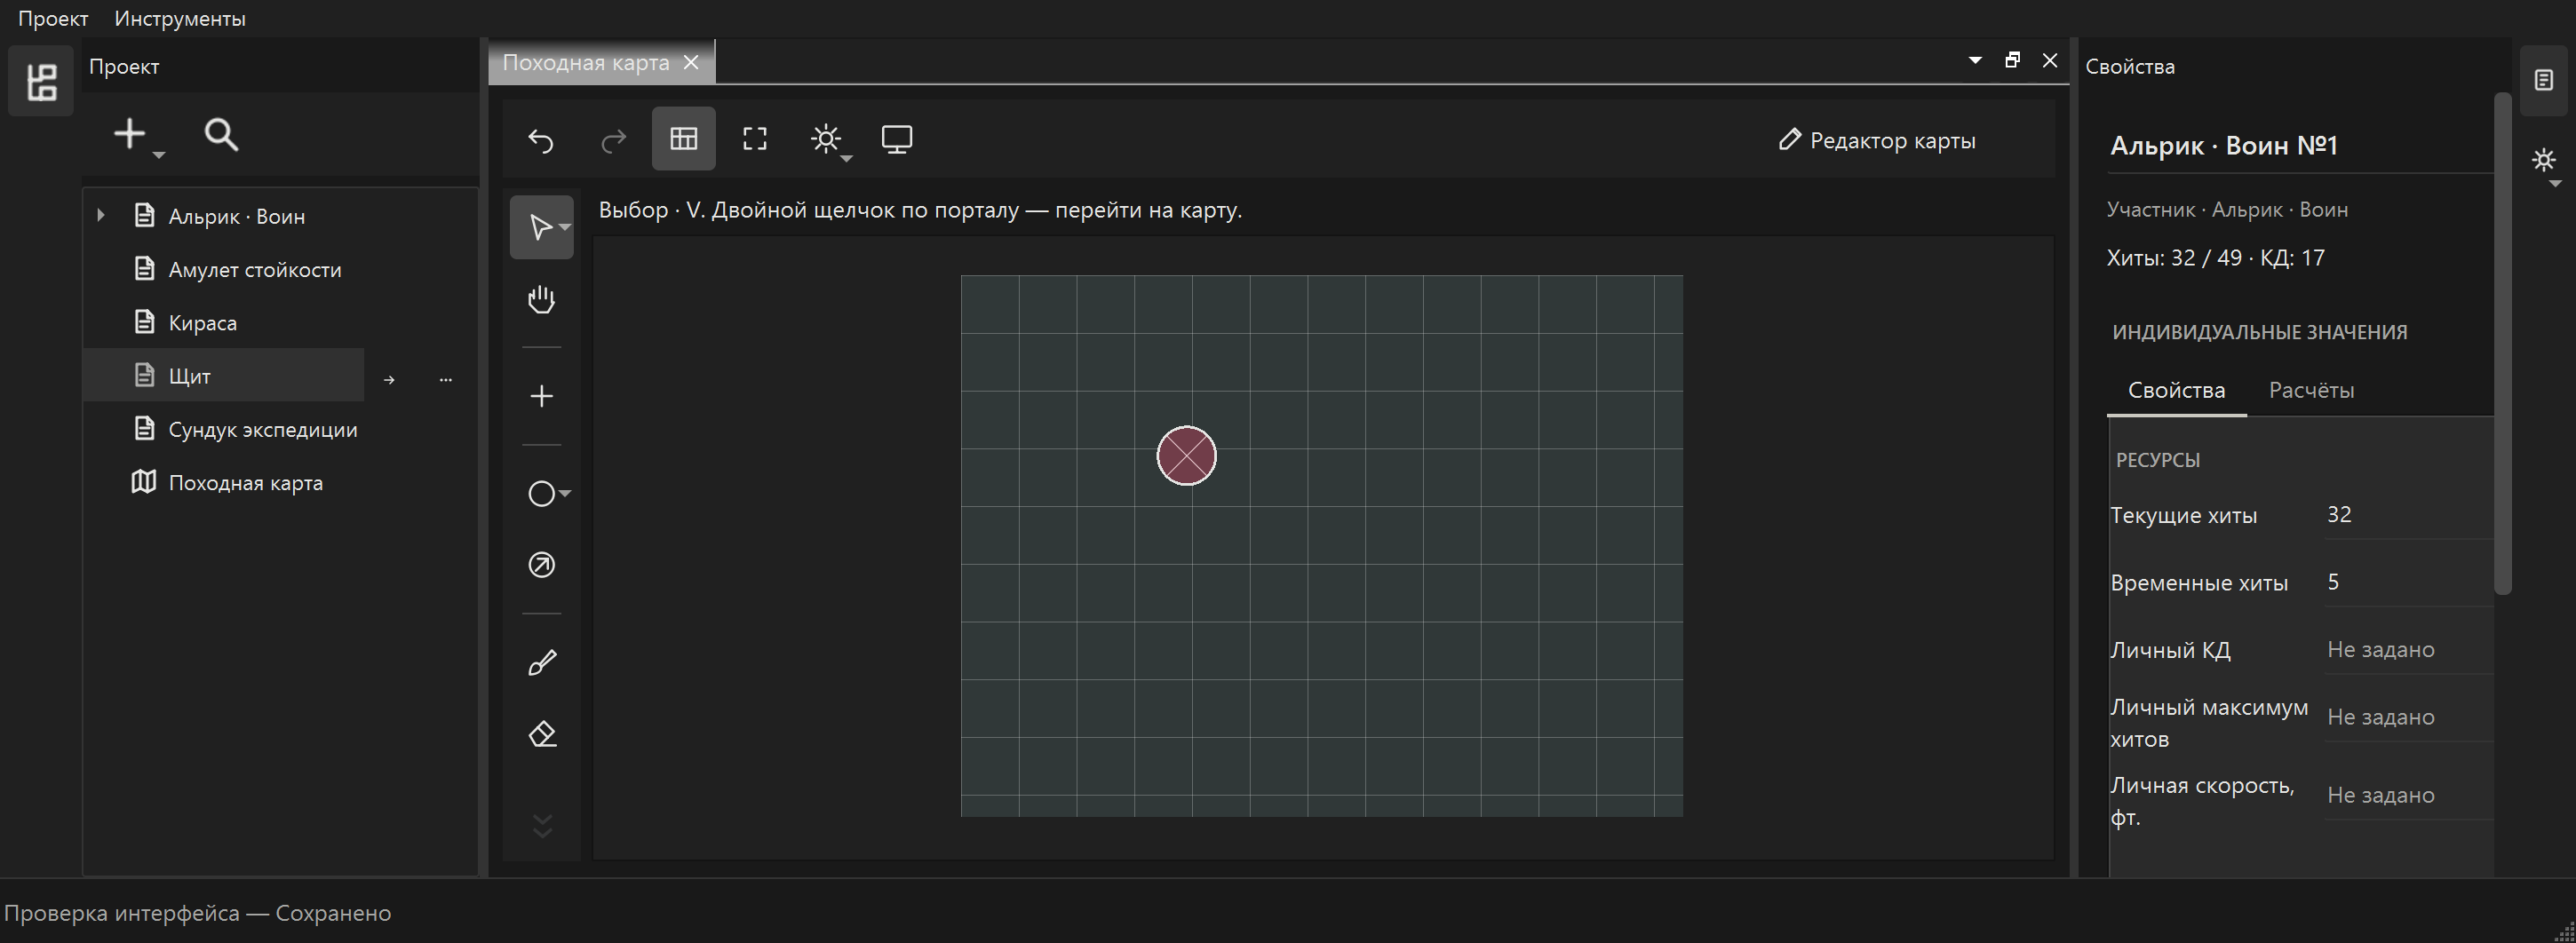 Проект Инструменты
Проект
Альрик · Воин
Амулет стойкости
Кираса
Щит
Сундук экспедиции
Походная карта
Походная карта
Редактор карты
Выбор · V. Двойной щелчок по порталу — перейти на карту.
Свойства
Альрик · Воин №1
Участник · Альрик · Воин
Хиты: 32 / 49 · КД: 17
ИНДИВИДУАЛЬНЫЕ ЗНАЧЕНИЯ
Свойства Расчёты
РЕСУРСЫ
Текущие хиты 32
Временные хиты 5
Личный КД Не задано
Личный максимум
хитов Не задано
Личная скорость,
фт. Не задано
Проверка интерфейса — Сохранено